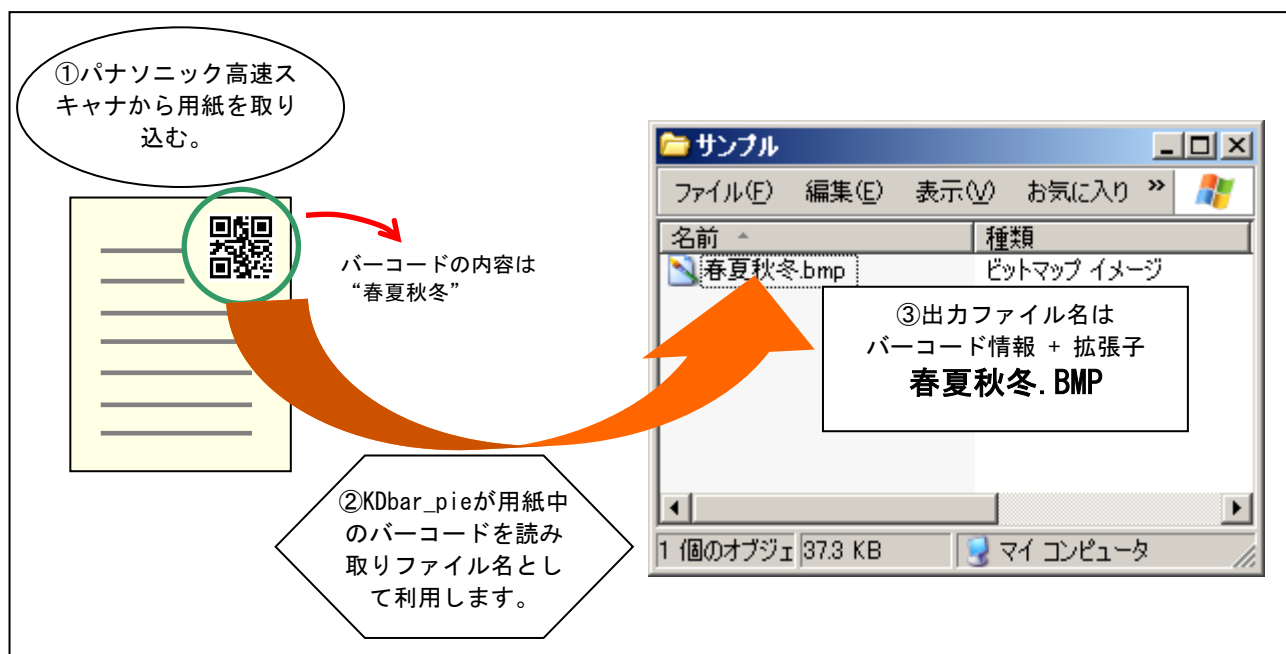 ①パナソニック高速ス
キャナから用紙を取り
込む。
バーコードの内容は
“春夏秋冬”
②KDbar_pieが用紙中
のバーコードを読み
取りファイル名とし
て利用します。
サンプル
ファイル(F) 編集(E) 表示(V) お気に入り »
名前 種類
春夏秋冬.bmp ビットマップ イメージ
③出力ファイル名は
バーコード情報 + 拡張子
春夏秋冬.BMP
1 個のオブジェ 37.3 KB マイ コンピュータ